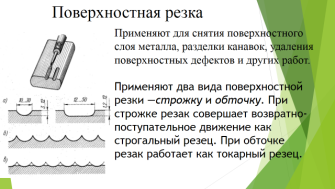 Поверхностная резка
Применяют для снятия поверхностного
слоя металла, разделки канавок, удаления
поверхностных дефектов и других работ.
Применяют два вида поверхностной
резки —строжку и обточку. При
строжке резак совершает возвратно-
поступательное движение как
строгальный резец. При обточке
резак работает как токарный резец.
а)
б)